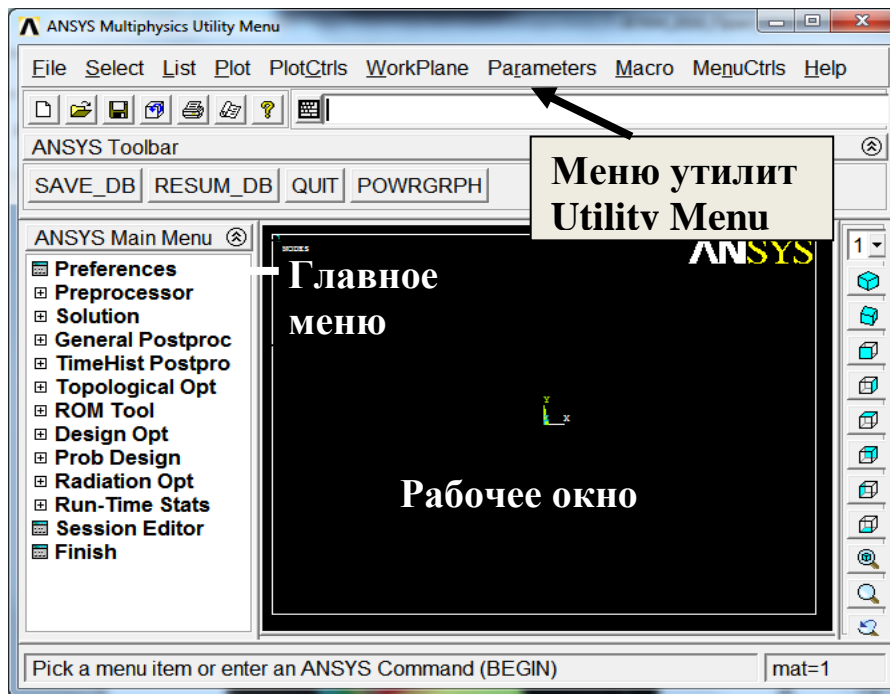 ANSYS Multiphysics Utility Menu
File Select List Plot PlotCtrls WorkPlane Parameters Macro MenuCtrls Help
ANSYS Toolbar
SAVE_DB RESUM_DB QUIT POWRGRPH
Меню утилит
Utility Menu
ANSYS Main Menu
Preferences
Preprocessor
Solution
General Postproc
TimeHist Postpro
Topological Opt
ROM Tool
Design Opt
Prob Design
Radiation Opt
Run-Time Stats
Session Editor
Finish
1
NODES
ANSYS
Главное
меню
Y
X
Рабочее окно
1
Pick a menu item or enter an ANSYS Command (BEGIN)
mat=1